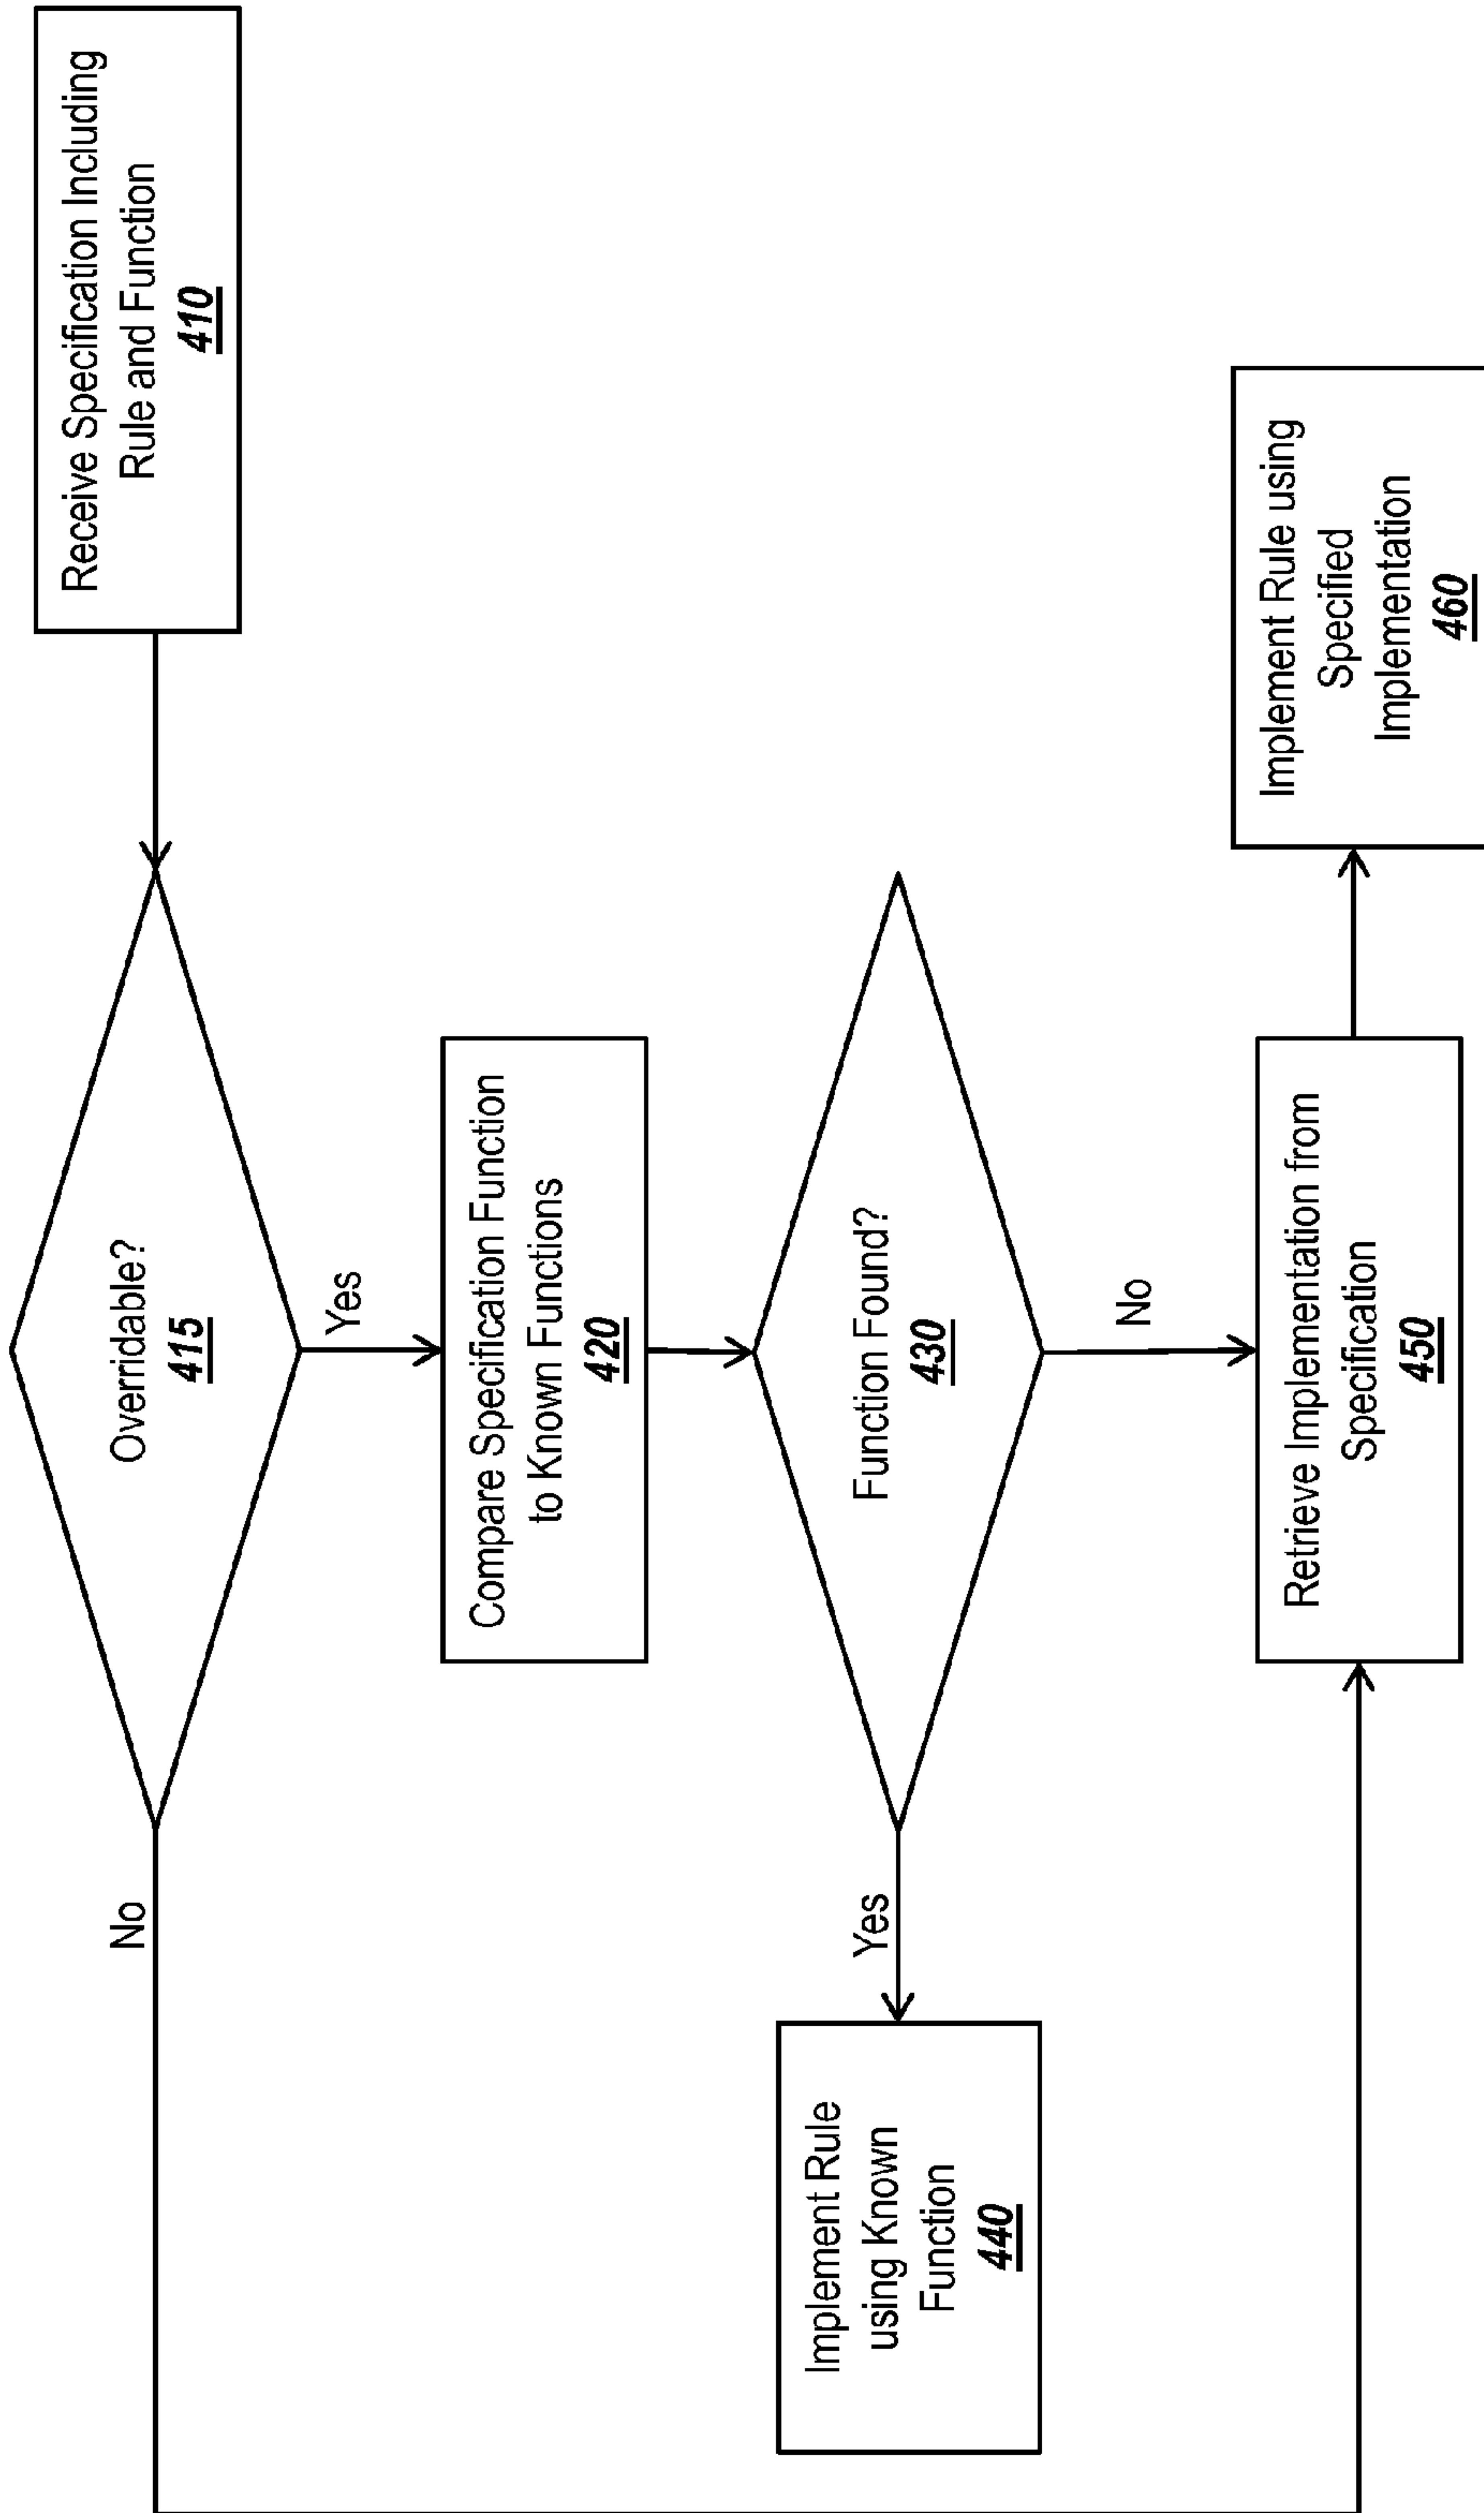 Receive Specification Including
Rule and Function
410
Overridable?
415
No
Yes
Compare Specification Function
to Known Functions
420
Function Found?
430
Yes
No
Implement Rule
using Known
Function
440
Retrieve Implementation from
Specification
450
Implement Rule using
Specified
Implementation
460